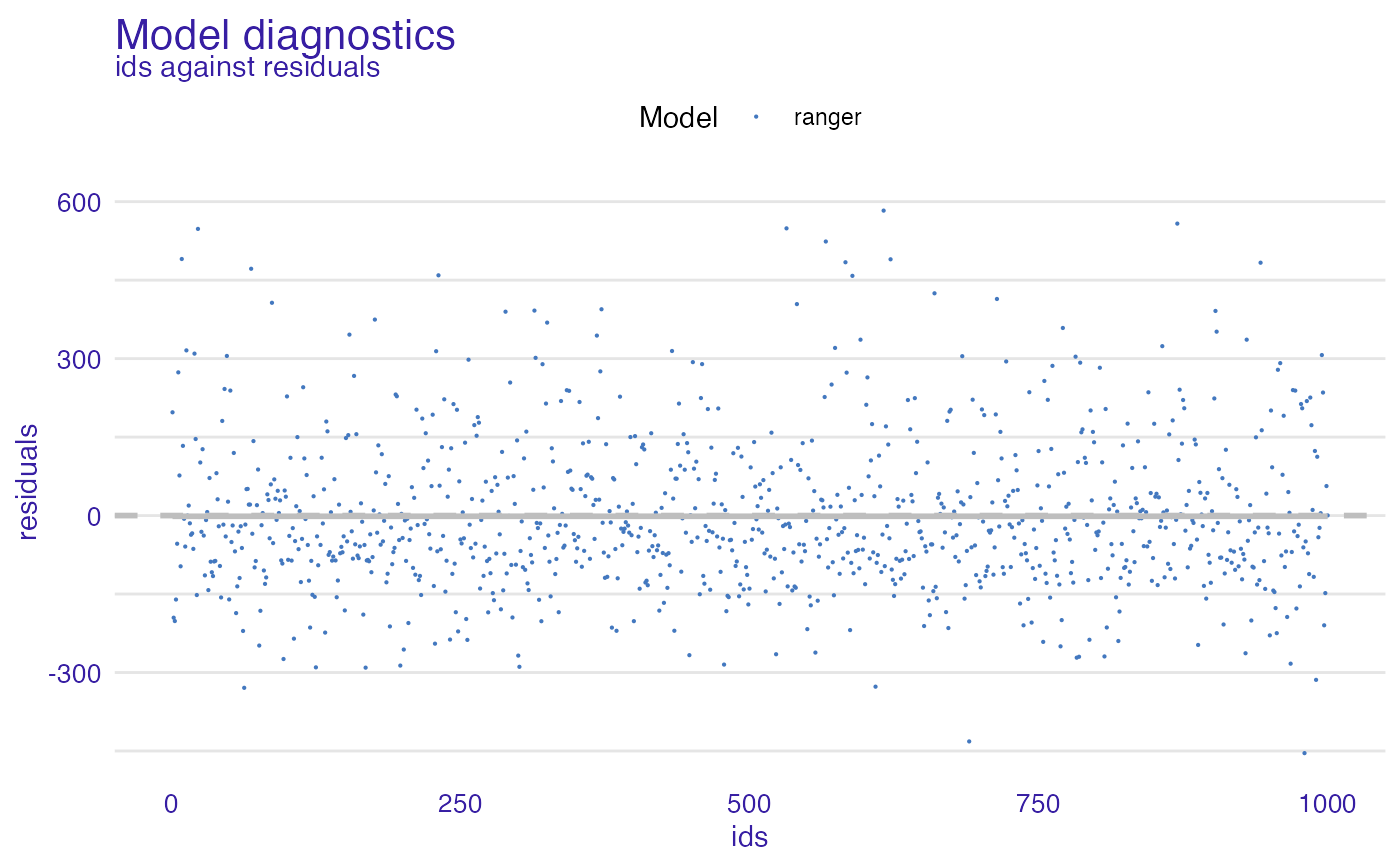 Model diagnostics
ids against residuals
Model ranger
600
300
0
-300
residuals
0 250 500 750 1000
ids